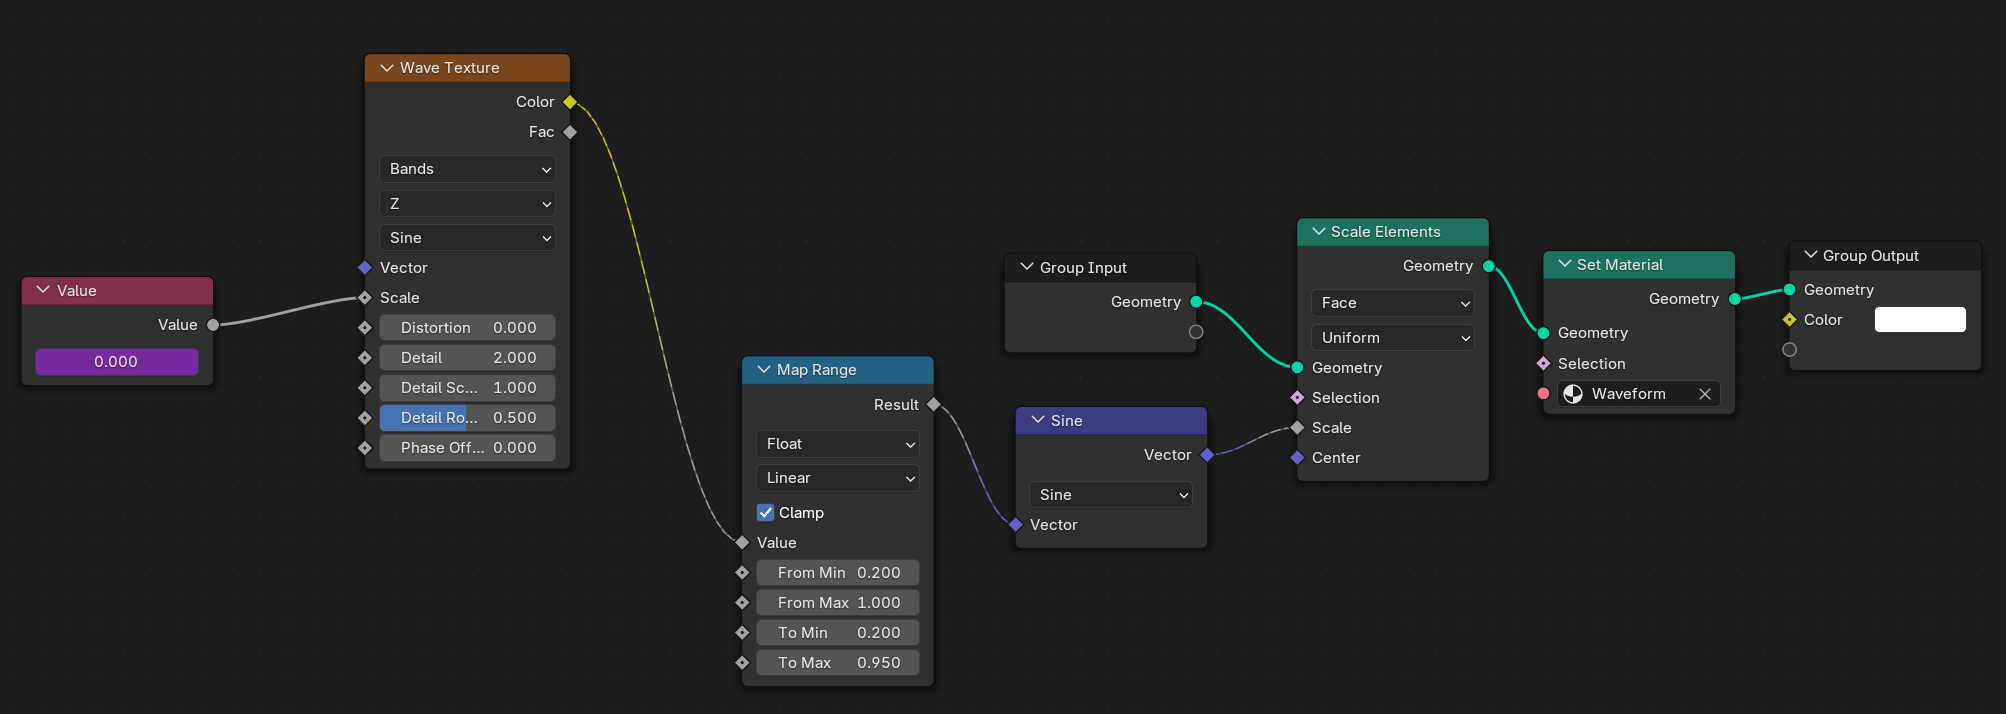 Value
Value
0.000
Wave Texture
Color
Fac
Bands
Z
Sine
Vector
Scale
Distortion 0.000
Detail 2.000
Detail Sc... 1.000
Detail Ro... 0.500
Phase Off... 0.000
Map Range
Result
Float
Linear
Clamp
Value
From Min 0.200
From Max 1.000
To Min 0.200
To Max 0.950
Group Input
Geometry
Sine
Vector
Sine
Vector
Scale Elements
Geometry
Face
Uniform
Geometry
Selection
Scale
Center
Set Material
Geometry
Geometry
Selection
Waveform
Group Output
Geometry
Color